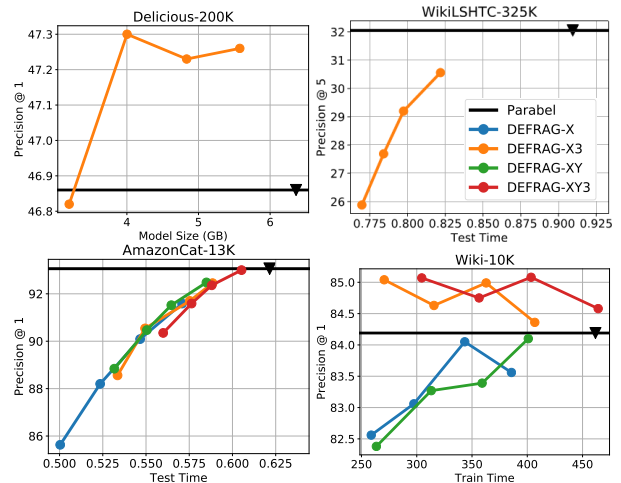 Delicious-200K
47.3
47.2
47.1
47.0
46.9
46.8
Precision @ 1
4
5
6
Model Size (GB)
WikiLSHTC-325K
32
31
30
29
28
27
26
Precision @ 5
Parabel
DEFRAG-X
DEFRAG-X3
DEFRAG-XY
DEFRAG-XY3
0.775
0.800
0.825
0.850
0.875
0.900
0.925
Test Time
AmazonCat-13K
92
90
88
86
Precision @ 1
0.500
0.525
0.550
0.575
0.600
0.625
Test Time
Wiki-10K
85.0
84.5
84.0
83.5
83.0
82.5
Precision @ 1
250
300
350
400
450
Train Time